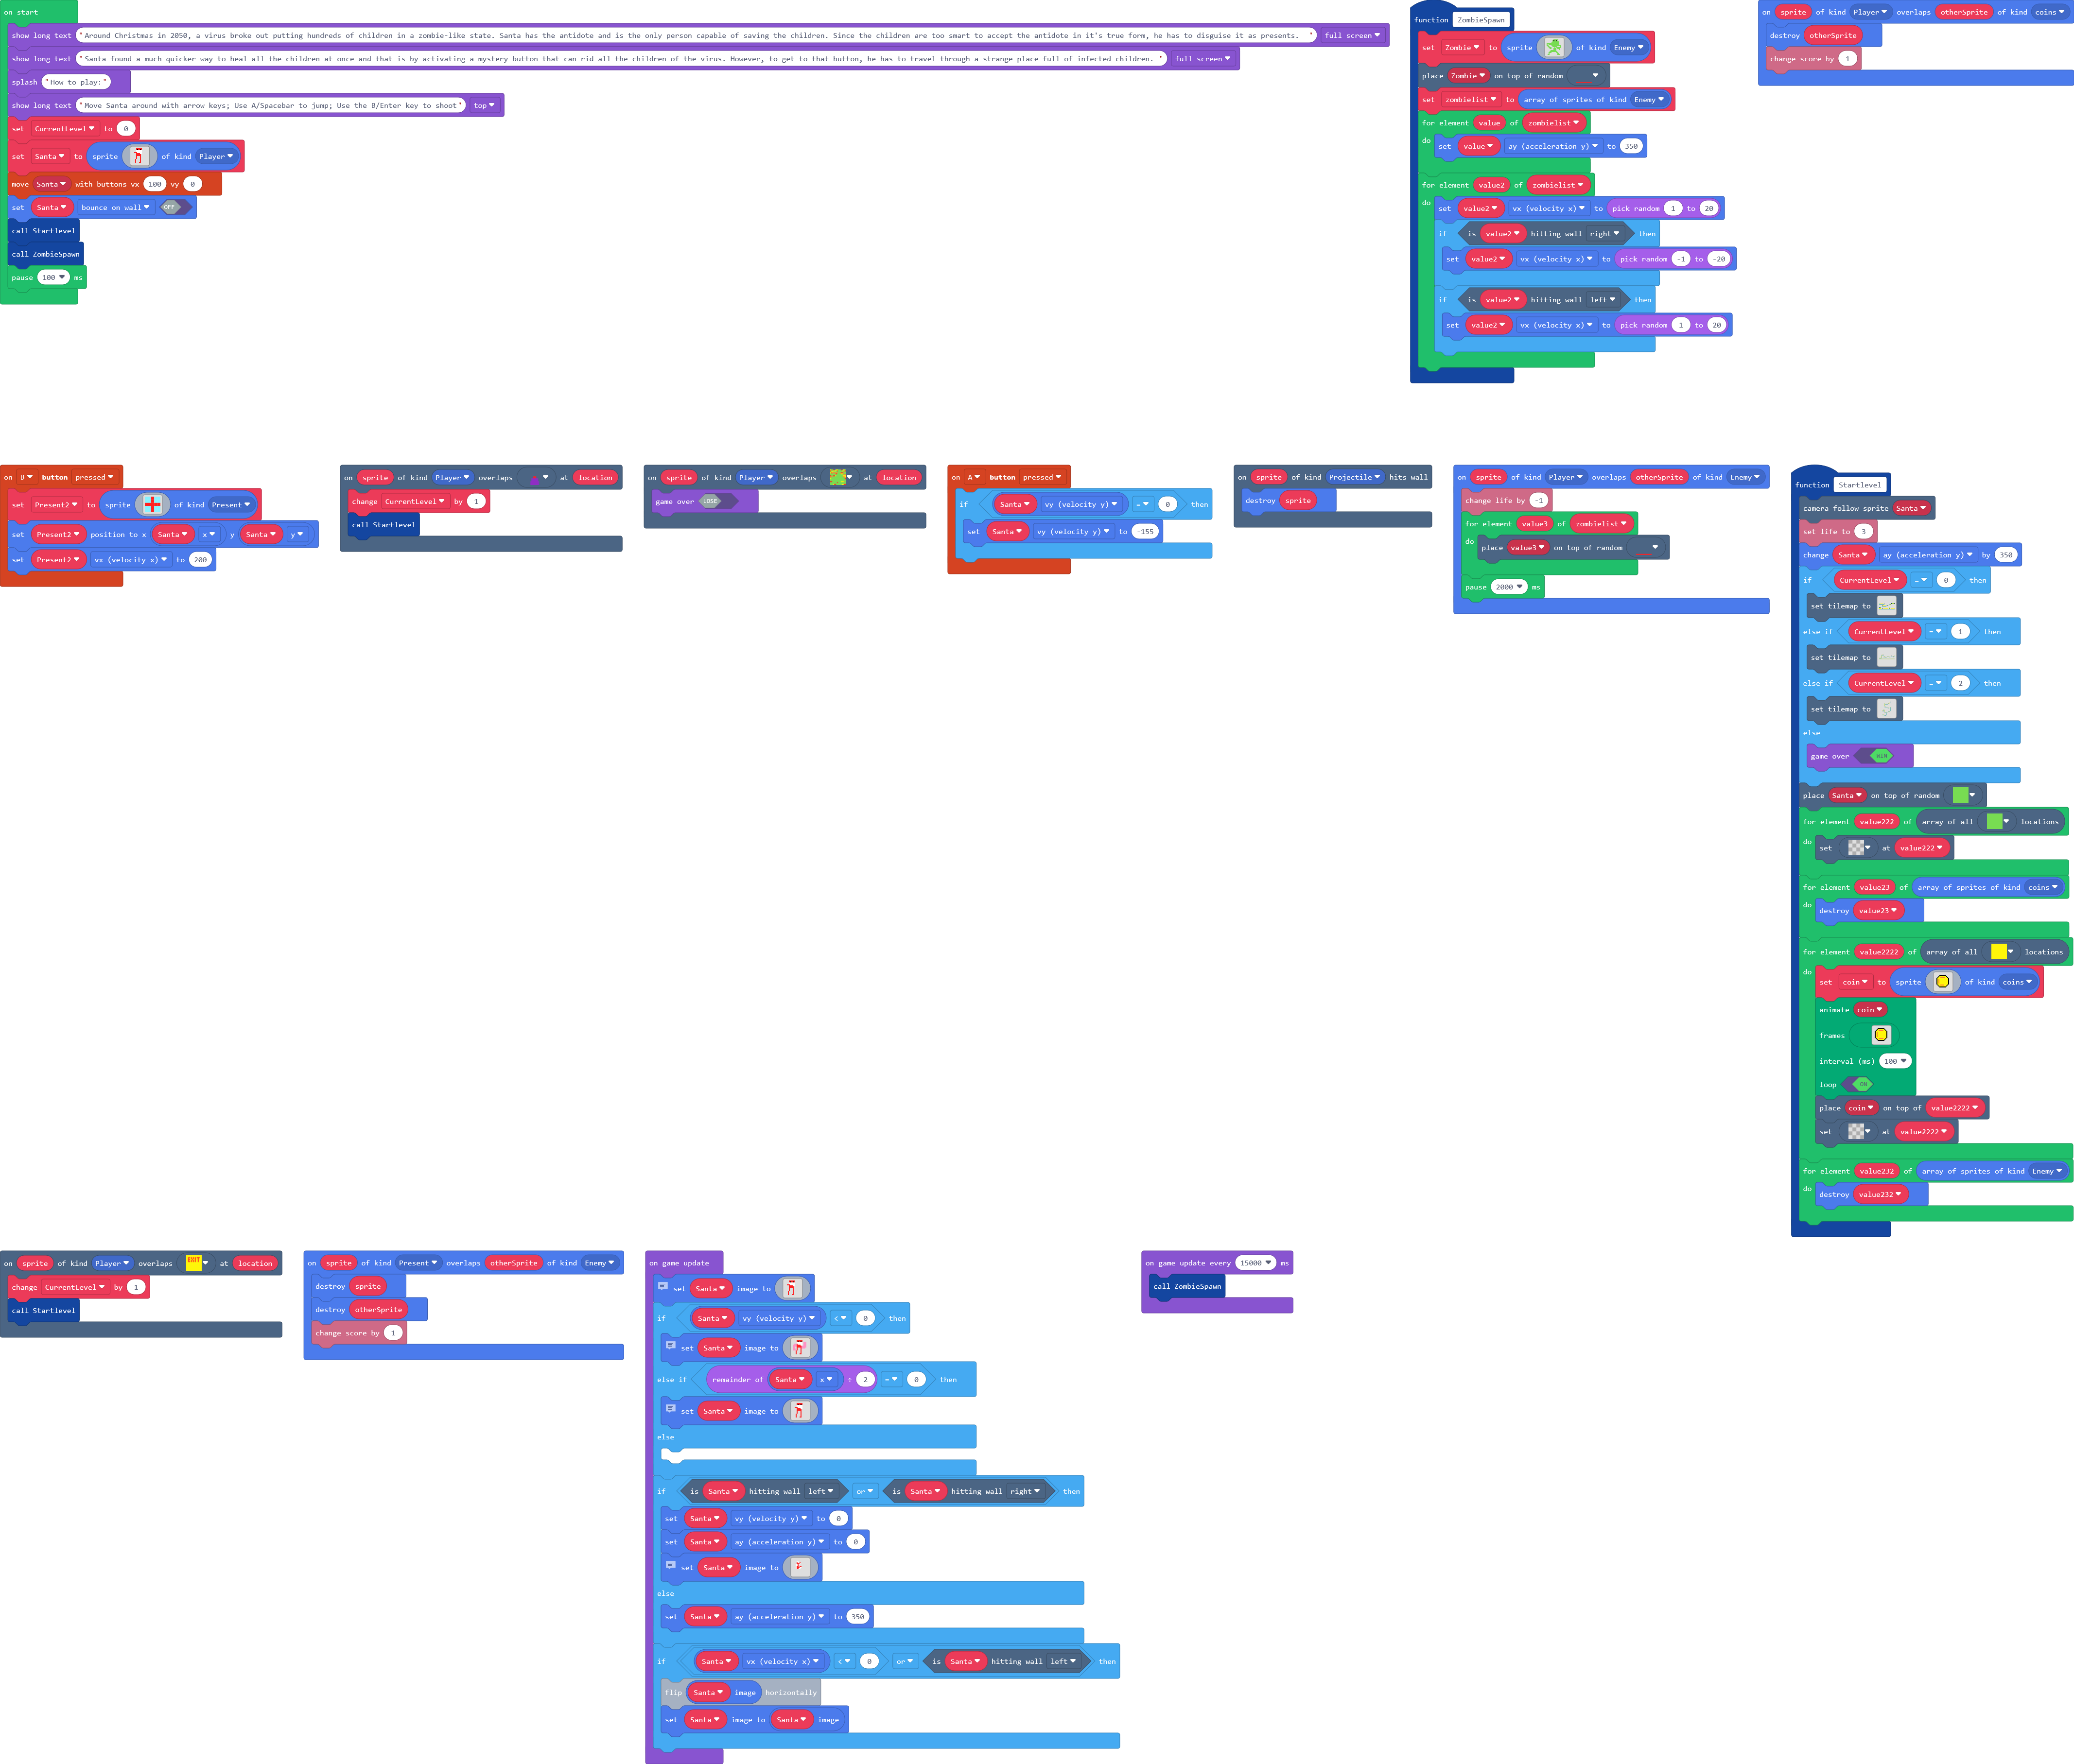 on start
show long text "Around Christmas in 2050, a virus broke out putting hundreds of children in a zombie-like state. Santa has the antidote and is the only person capable of saving the children. Since the children are too smart to accept the antidote in it's true form, he has to disguise it as presents. " full screen
show long text "Santa found a much quicker way to heal all the children at once and that is by activating a mystery button that can rid all the children of the virus. However, to get to that button, he has to travel through a strange place full of infected children. " full screen
splash "How to play:"
show long text "Move Santa around with arrow keys; Use A/Spacebar to jump; Use the B/Enter key to shoot" top
set CurrentLevel to 0
set Santa to sprite of kind Player
move Santa with buttons vx 100 vy 0
set Santa bounce on wall OFF
call Startlevel
call ZombieSpawn
pause 100 ms
function ZombieSpawn
set Zombie to sprite of kind Enemy
place Zombie on top of random
set zombielist to array of sprites of kind Enemy
for element value of zombielist
do set value ay (acceleration y) to 350
for element value2 of zombielist
do set value2 vx (velocity x) to pick random 1 to 20
if is value2 hitting wall right then
set value2 vx (velocity x) to pick random -1 to -20
if is value2 hitting wall left then
set value2 vx (velocity x) to pick random 1 to 20
on sprite of kind Player overlaps otherSprite of kind coins
destroy otherSprite
change score by 1
on B button pressed
set Present2 to sprite of kind Present
set Present2 position to x Santa x y Santa y
set Present2 vx (velocity x) to 200
on sprite of kind Player overlaps at location
change CurrentLevel by 1
call Startlevel
on sprite of kind Player overlaps at location
game over LOSE
on A button pressed
if Santa vy (velocity y) = 0 then
set Santa vy (velocity y) to -155
on sprite of kind Projectile hits wall
destroy sprite
on sprite of kind Player overlaps otherSprite of kind Enemy
change life by -1
for element value3 of zombielist
do place value3 on top of random
pause 2000 ms
function Startlevel
camera follow sprite Santa
set life to 3
change Santa ay (acceleration y) by 350
if CurrentLevel = 0 then
set tilemap to
else if CurrentLevel = 1 then
set tilemap to
else if CurrentLevel = 2 then
set tilemap to
else
game over WIN
place Santa on top of random
for element value222 of array of all locations
do set at value222
for element value23 of array of sprites of kind coins
do destroy value23
for element value2222 of array of all locations
do set coin to sprite of kind coins
animate coin
frames
interval (ms) 100
loop ON
place coin on top of value2222
set at value2222
for element value232 of array of sprites of kind Enemy
do destroy value232
on sprite of kind Player overlaps EXIT at location
change CurrentLevel by 1
call Startlevel
on sprite of kind Present overlaps otherSprite of kind Enemy
destroy sprite
destroy otherSprite
change score by 1
on game update
set Santa image to
if Santa vy (velocity y) < 0 then
set Santa image to
else if remainder of Santa x ÷ 2 = 0 then
set Santa image to
else
if is Santa hitting wall left or is Santa hitting wall right then
set Santa vy (velocity y) to 0
set Santa ay (acceleration y) to 0
set Santa image to
else
set Santa ay (acceleration y) to 350
if Santa vx (velocity x) < 0 or is Santa hitting wall left then
flip Santa image horizontally
set Santa image to Santa image
on game update every 15000 ms
call ZombieSpawn